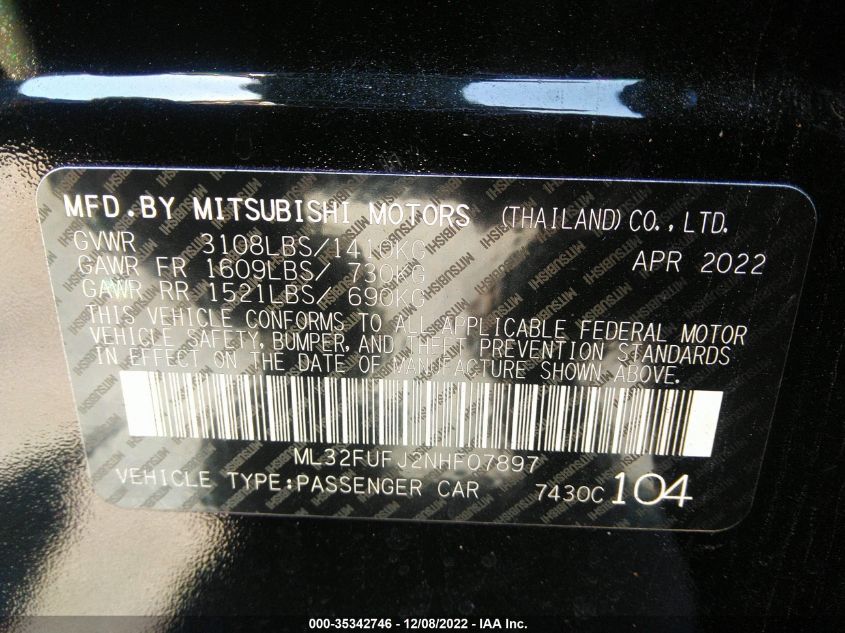 MFD.BY MITSUBISHI MOTORS (THAILAND)CO.,LTD.
GVWR 3108LBS/1410KG APR 2022
GAWR FR 1609LBS/ 730KG
GAWR RR 1521LBS/ 690KG
THIS VEHICLE CONFORMS TO ALL APPLICABLE FEDERAL MOTOR
VEHICLE SAFETY, BUMPER, AND THEFT PREVENTION STANDARDS
IN EFFECT ON THE DATE OF MANUFACTURE SHOWN ABOVE.
ML32FUFJ2NHF07897
VEHICLE TYPE:PASSENGER CAR 7430C 104
000-35342746 - 12/08/2022 - IAA Inc.